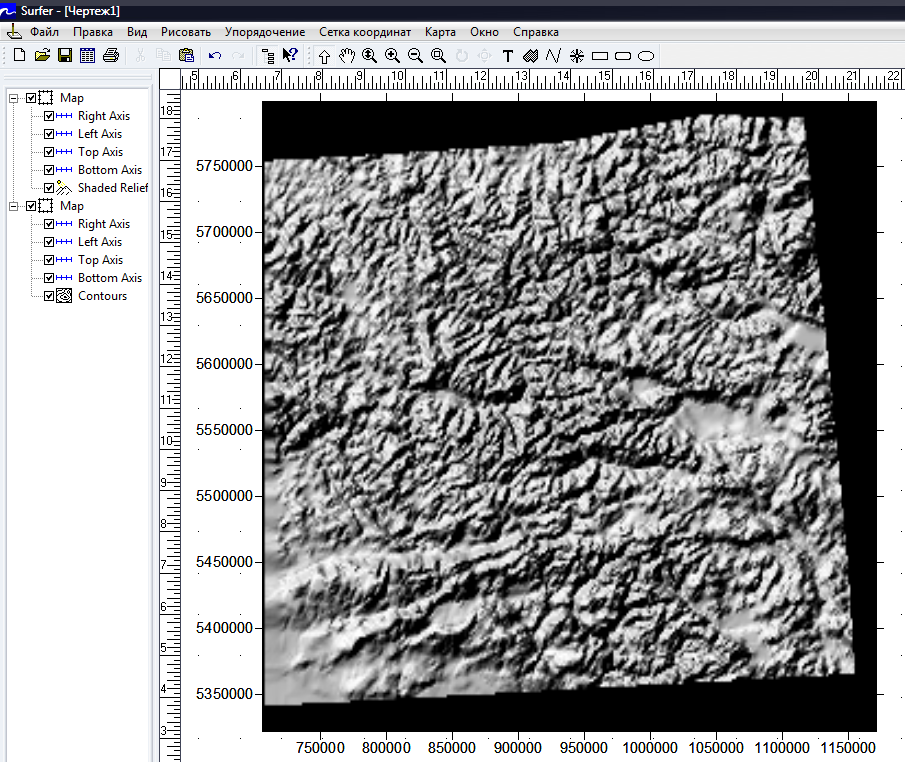 Surfer - [Чертеж1]
Файл Правка Вид Рисовать Упорядочение Сетка координат Карта Окно Справка
5 6 7 8 9 10 11 12 13 14 15 16 17 18 19 20 21 22
Map
Right Axis
Left Axis
Top Axis
Bottom Axis
Shaded Relief
Map
Right Axis
Left Axis
Top Axis
Bottom Axis
Contours
18
17
16
15
14
13
12
11
10
9
8
7
6
5
4
3
5750000
5700000
5650000
5600000
5550000
5500000
5450000
5400000
5350000
750000 800000 850000 900000 950000 1000000 1050000 1100000 1150000